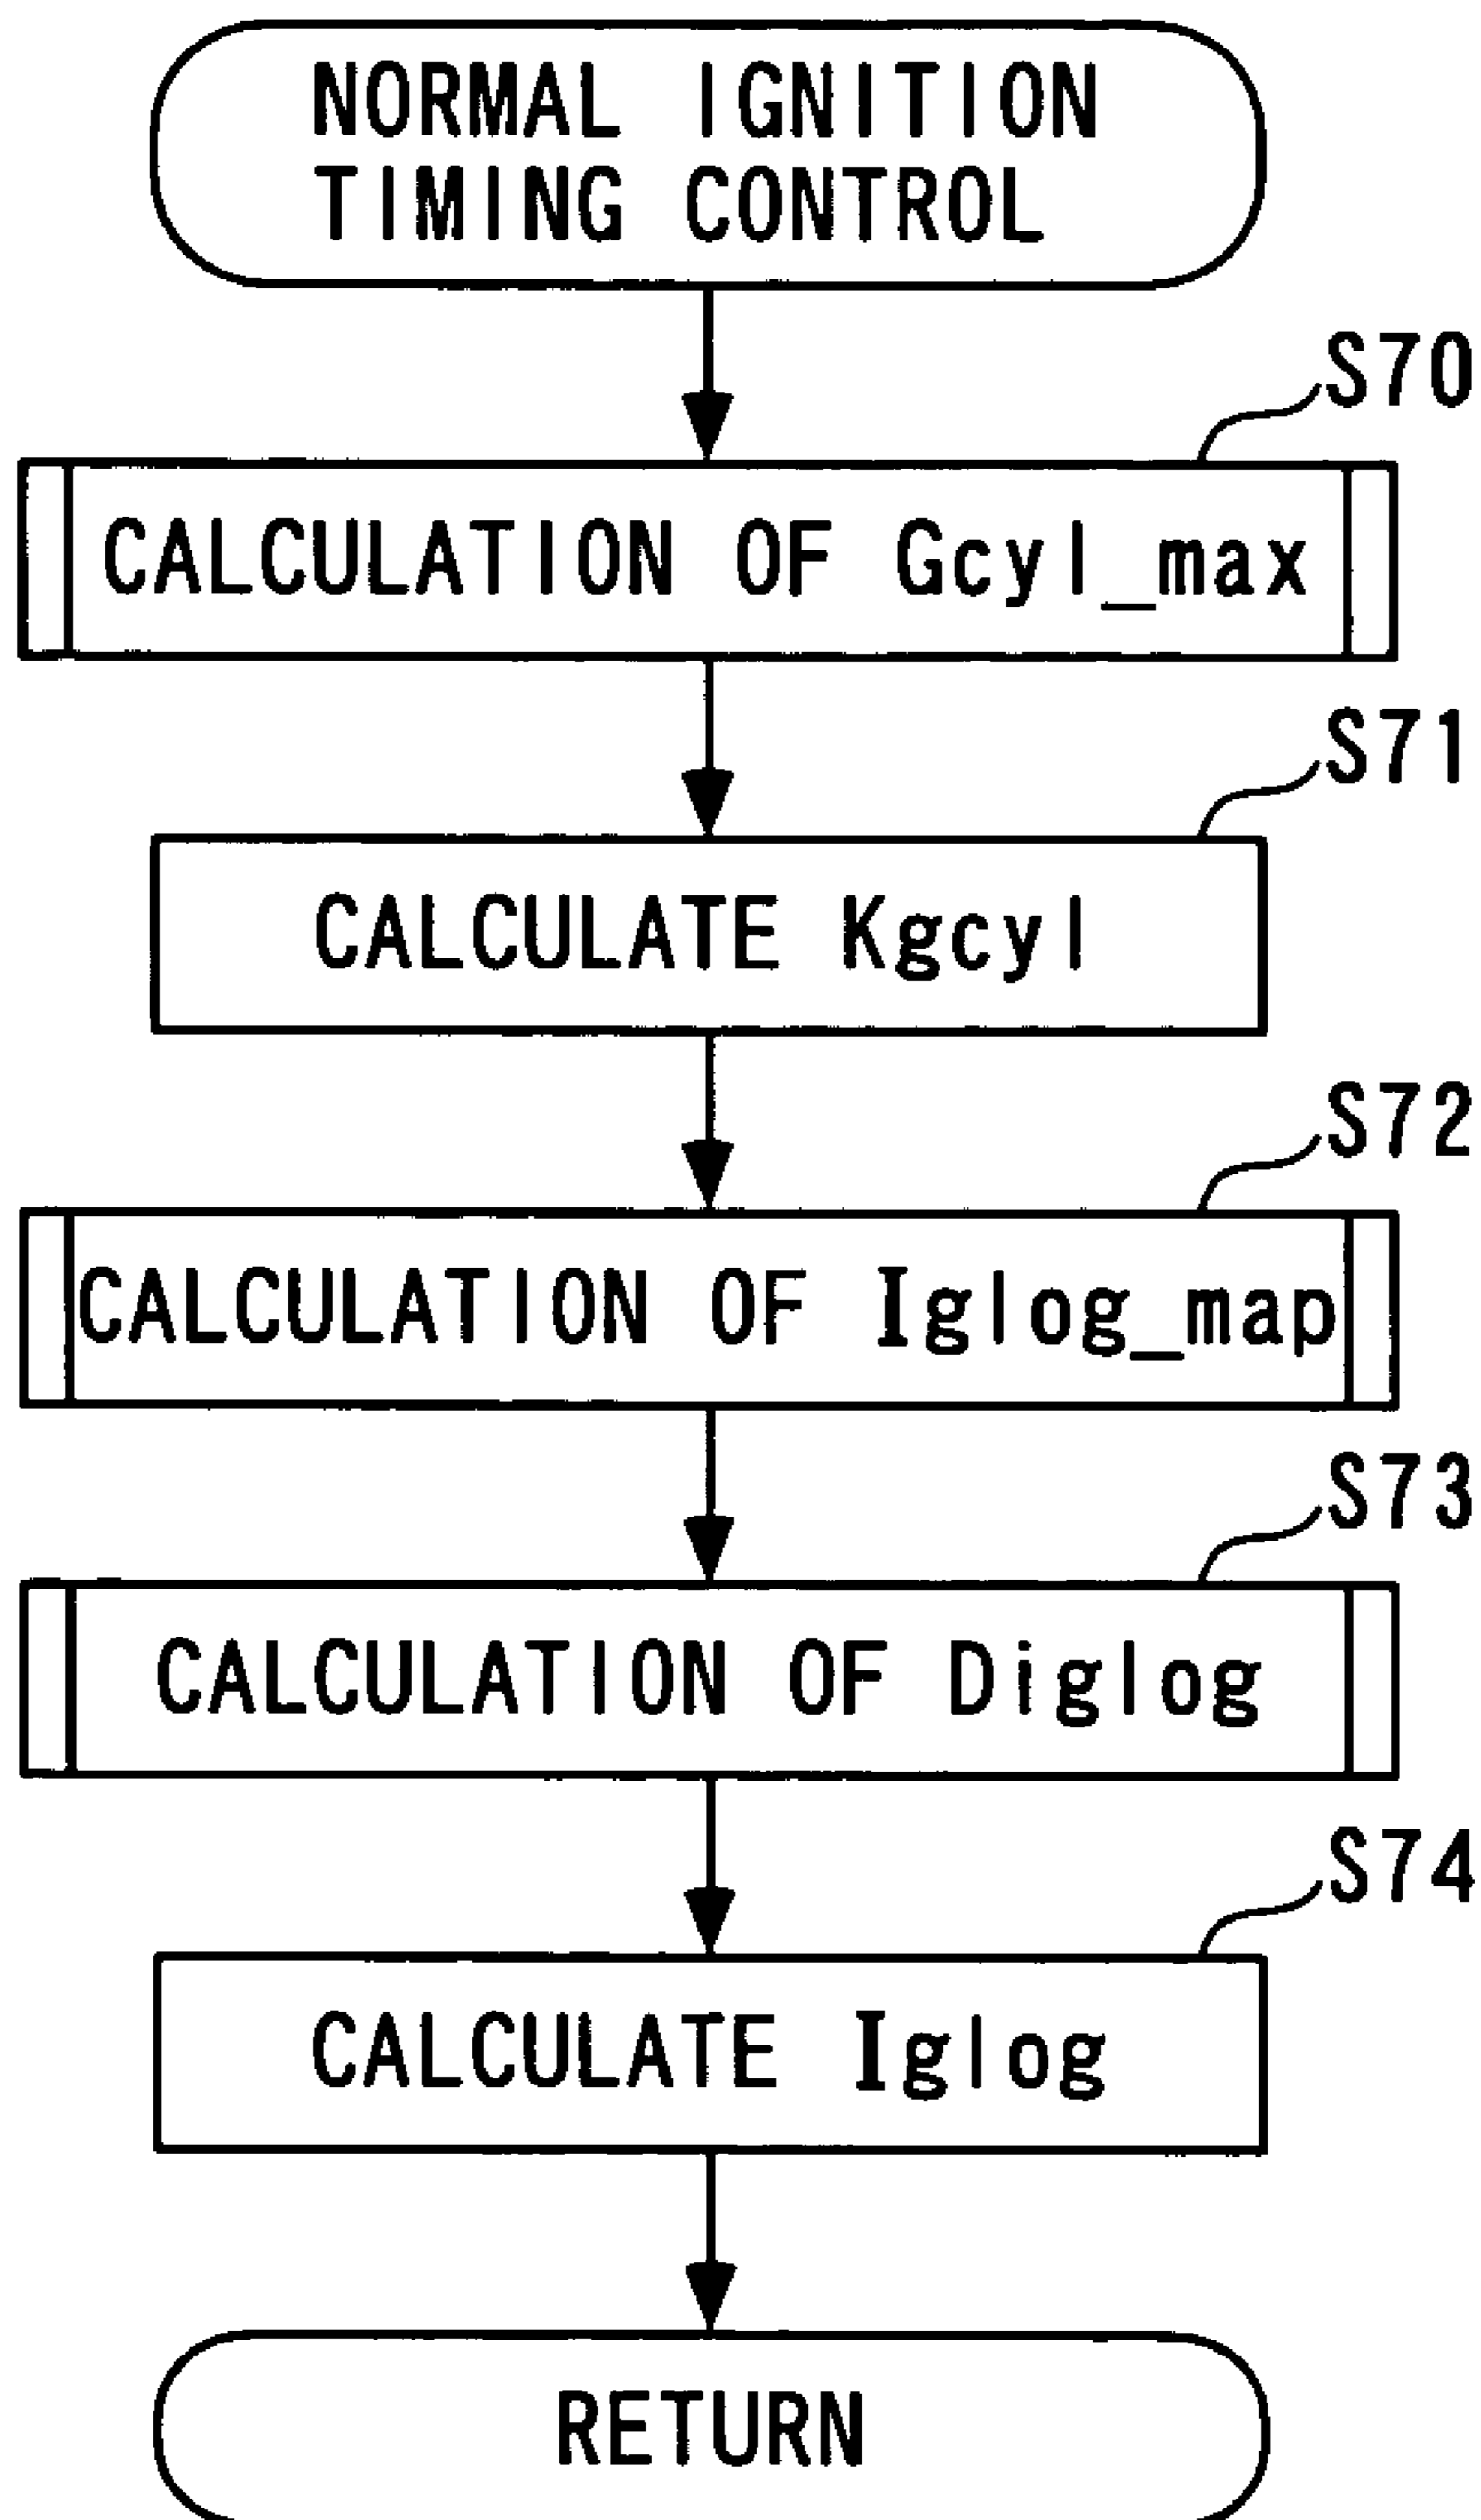 NORMAL IGNITION
TIMING CONTROL
S70
CALCULATION OF Gcyl_max
S71
CALCULATE Kgcyl
S72
CALCULATION OF Iglog_map
S73
CALCULATION OF Diglog
S74
CALCULATE Iglog
RETURN